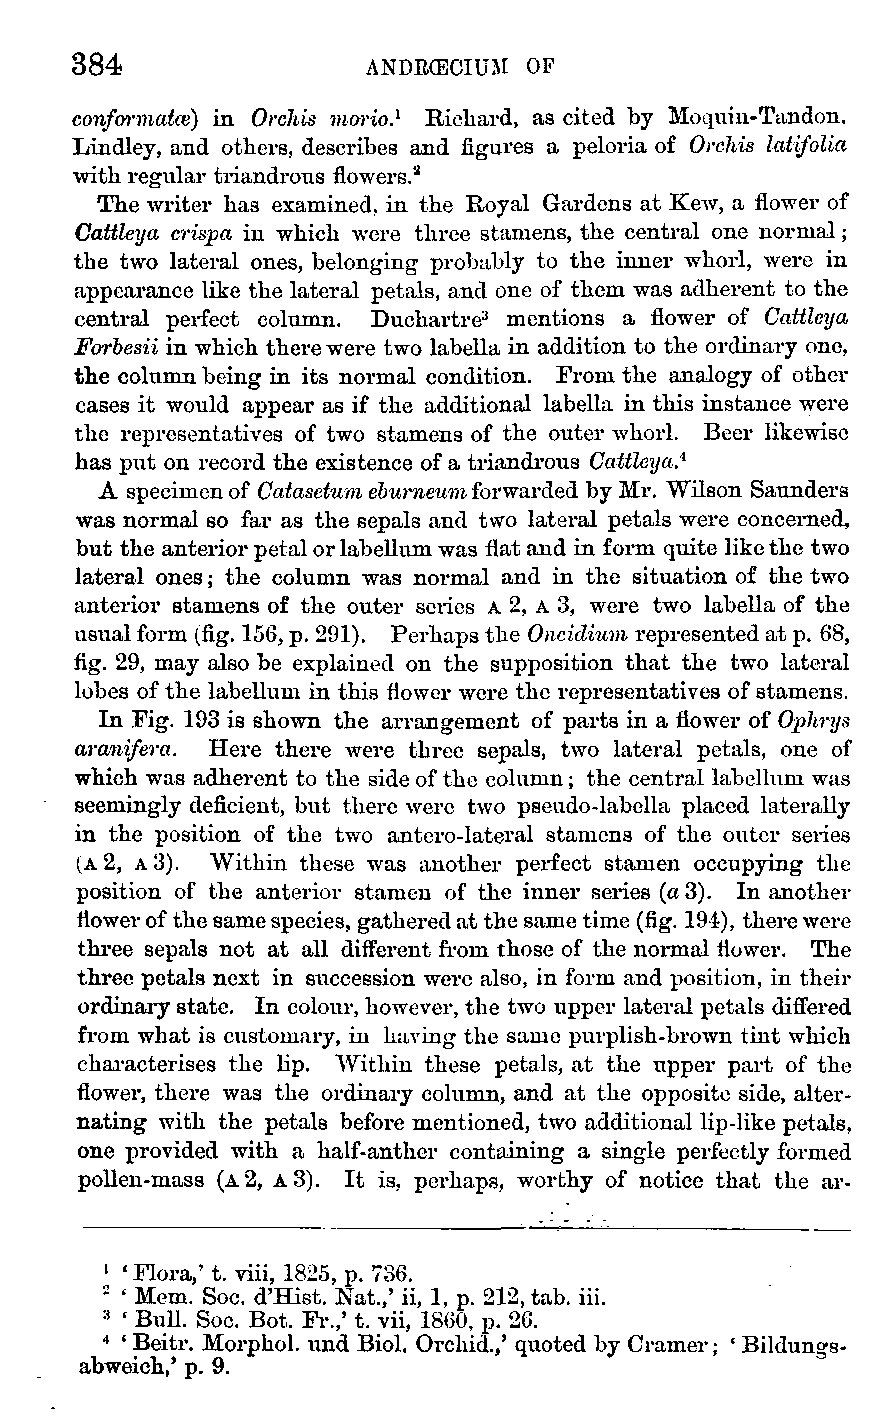 384 ANDRŒCIUM OF
conformatæ) in Orchis morio.¹ Richard, as cited by Moquin-Tandon,
Lindley, and others, describes and figures a peloria of Orchis latifolia
with regular triandrous flowers.²
The writer has examined, in the Royal Gardens at Kew, a flower of
Cattleya crispa in which were three stamens, the central one normal;
the two lateral ones, belonging probably to the inner whorl, were in
appearance like the lateral petals, and one of them was adherent to the
central perfect column. Duchartre³ mentions a flower of Cattleya
Forbesii in which there were two labella in addition to the ordinary one,
the column being in its normal condition. From the analogy of other
cases it would appear as if the additional labella in this instance were
the representatives of two stamens of the outer whorl. Beer likewise
has put on record the existence of a triandrous Cattleya.⁴
A specimen of Catasetum eburneum forwarded by Mr. Wilson Saunders
was normal so far as the sepals and two lateral petals were concerned,
but the anterior petal or labellum was flat and in form quite like the two
lateral ones; the column was normal and in the situation of the two
anterior stamens of the outer series A 2, A 3, were two labella of the
usual form (fig. 156, p. 291). Perhaps the Oncidium represented at p. 68,
fig. 29, may also be explained on the supposition that the two lateral
lobes of the labellum in this flower were the representatives of stamens.
In Fig. 193 is shown the arrangement of parts in a flower of Ophrys
aranifera. Here there were three sepals, two lateral petals, one of
which was adherent to the side of the column; the central labellum was
seemingly deficient, but there were two pseudo-labella placed laterally
in the position of the two antero-lateral stamens of the outer series
(A 2, A 3). Within these was another perfect stamen occupying the
position of the anterior stamen of the inner series (a 3). In another
flower of the same species, gathered at the same time (fig. 194), there were
three sepals not at all different from those of the normal flower. The
three petals next in succession were also, in form and position, in their
ordinary state. In colour, however, the two upper lateral petals differed
from what is customary, in having the same purplish-brown tint which
characterises the lip. Within these petals, at the upper part of the
flower, there was the ordinary column, and at the opposite side, alter-
nating with the petals before mentioned, two additional lip-like petals,
one provided with a half-anther containing a single perfectly formed
pollen-mass (A 2, A 3). It is, perhaps, worthy of notice that the ar-
¹ ‘Flora,’ t. viii, 1825, p. 736.
² ‘Mem. Soc. d’Hist. Nat.,’ ii, 1, p. 212, tab. iii.
³ ‘Bull. Soc. Bot. Fr.,’ t. vii, 1860, p. 26.
⁴ ‘Beitr. Morphol. und Biol. Orchid.,’ quoted by Cramer; ‘Bildungs-
abweich,’ p. 9.